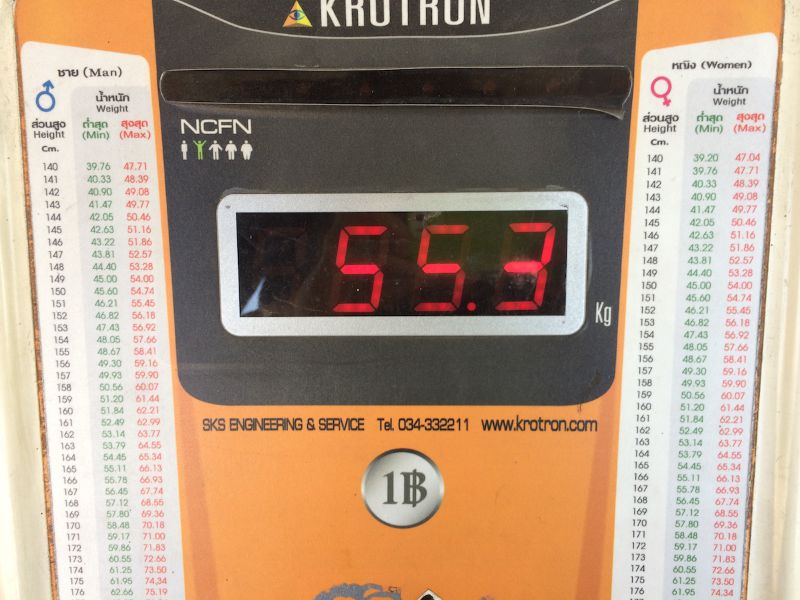 KROTRON
ชาย (Man)
น้ำหนัก
Weight
ส่วนสูง ต่ำสุด สูงสุด
Height (Min) (Max.)
Cm.
140 39.76 47.71
141 40.33 48.39
142 40.90 49.08
143 41.47 49.77
144 42.05 50.46
145 42.63 51.16
146 43.22 51.86
147 43.81 52.57
148 44.40 53.28
149 45.00 54.00
150 45.60 54.74
151 46.21 55.45
152 46.82 56.18
153 47.43 56.92
154 48.05 57.66
155 48.67 58.41
156 49.30 59.16
157 49.93 59.90
158 50.56 60.07
159 51.20 61.44
160 51.84 62.21
161 52.49 62.99
162 53.14 63.77
163 53.79 64.55
164 54.45 65.34
165 55.11 66.13
166 55.78 66.93
167 56.45 67.74
168 57.12 68.55
169 57.80 69.36
170 58.48 70.18
171 59.17 71.00
172 59.86 71.83
173 60.55 72.66
174 61.25 73.50
175 61.95 74.34
176 62.66 75.19
NCFN
55.3
Kg
SKS ENGINEERING & SERVICE Tel. 034-332211 www.krotron.com
1฿
หญิง (Women)
น้ำหนัก
Weight
ส่วนสูง ต่ำสุด สูงสุด
Height (Min) (Max.)
Cm.
140 39.20 47.04
141 39.76 47.71
142 40.33 48.39
143 40.90 49.08
144 41.47 49.77
145 42.05 50.46
146 42.63 51.16
147 43.22 51.86
148 43.81 52.57
149 44.40 53.28
150 45.00 54.00
151 45.60 54.74
152 46.21 55.45
153 46.82 56.18
154 47.43 56.92
155 48.05 57.66
156 48.67 58.41
157 49.30 59.16
158 49.93 59.90
159 50.56 60.07
160 51.20 61.44
161 51.84 62.21
162 52.49 62.99
163 53.14 63.77
164 53.79 64.55
165 54.45 65.34
166 55.11 66.13
167 55.78 66.93
168 56.45 67.74
169 57.12 68.55
170 57.80 69.36
171 58.48 70.18
172 59.17 71.00
173 59.86 71.83
174 60.55 72.66
175 61.25 73.50
176 61.95 74.34